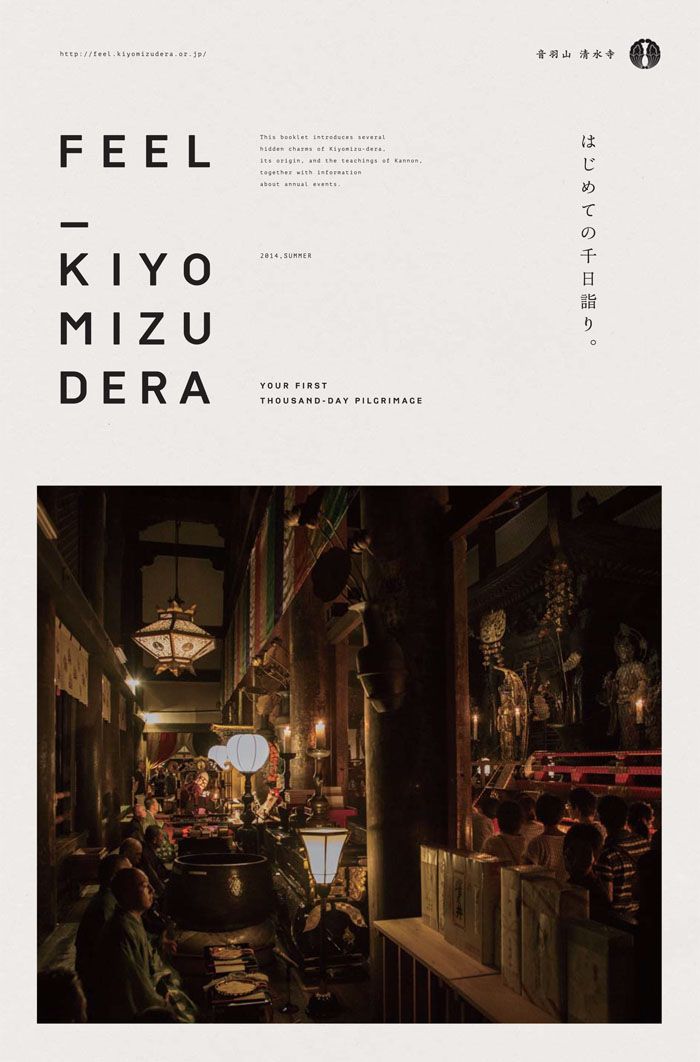 http://feel.kiyomizudera.or.jp/
音羽山 清水寺
FEEL
—
KIYO
MIZU
DERA
This booklet introduces several
hidden charms of Kiyomizu-dera,
its origin, and the teachings of Kannon,
together with information
about annual events.
2014,SUMMER
YOUR FIRST
THOUSAND-DAY PILGRIMAGE
はじめての千日詣り。